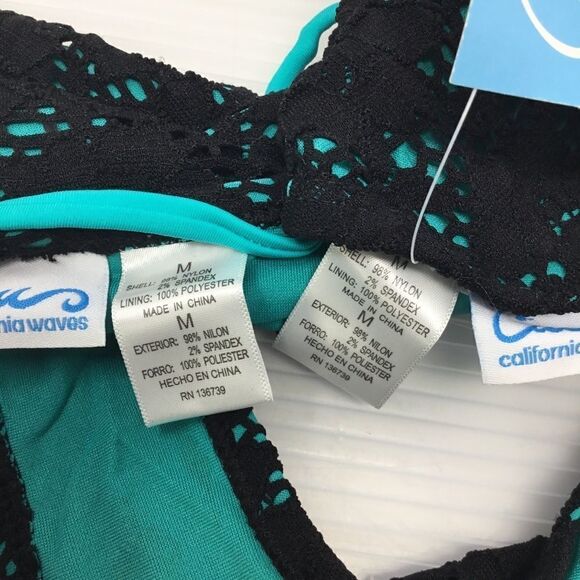 nia waves
M
SHELL: 98% NYLON
2% SPANDEX
LINING: 100% POLYESTER
MADE IN CHINA
M
EXTERIOR: 98% NILON
2% SPANDEX
FORRO: 100% POLIESTER
HECHO EN CHINA
RN 136739
M
SHELL: 98% NYLON
2% SPANDEX
LINING: 100% POLYESTER
MADE IN CHINA
M
EXTERIOR: 98% NILON
2% SPANDEX
FORRO: 100% POLIESTER
HECHO EN CHINA
RN 136739
california